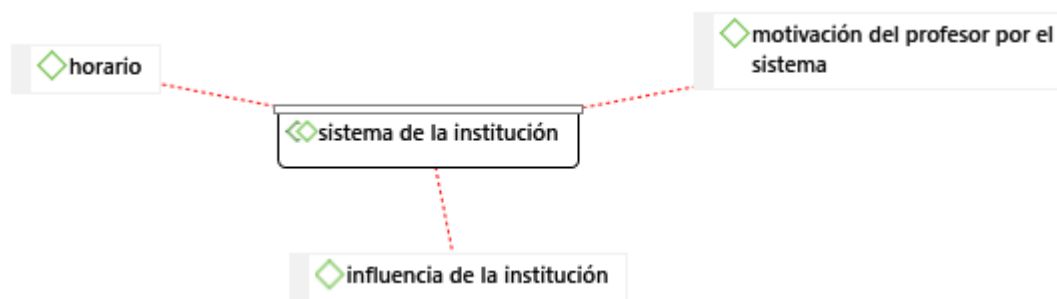 horario
motivación del profesor por el
sistema
sistema de la institución
influencia de la institución